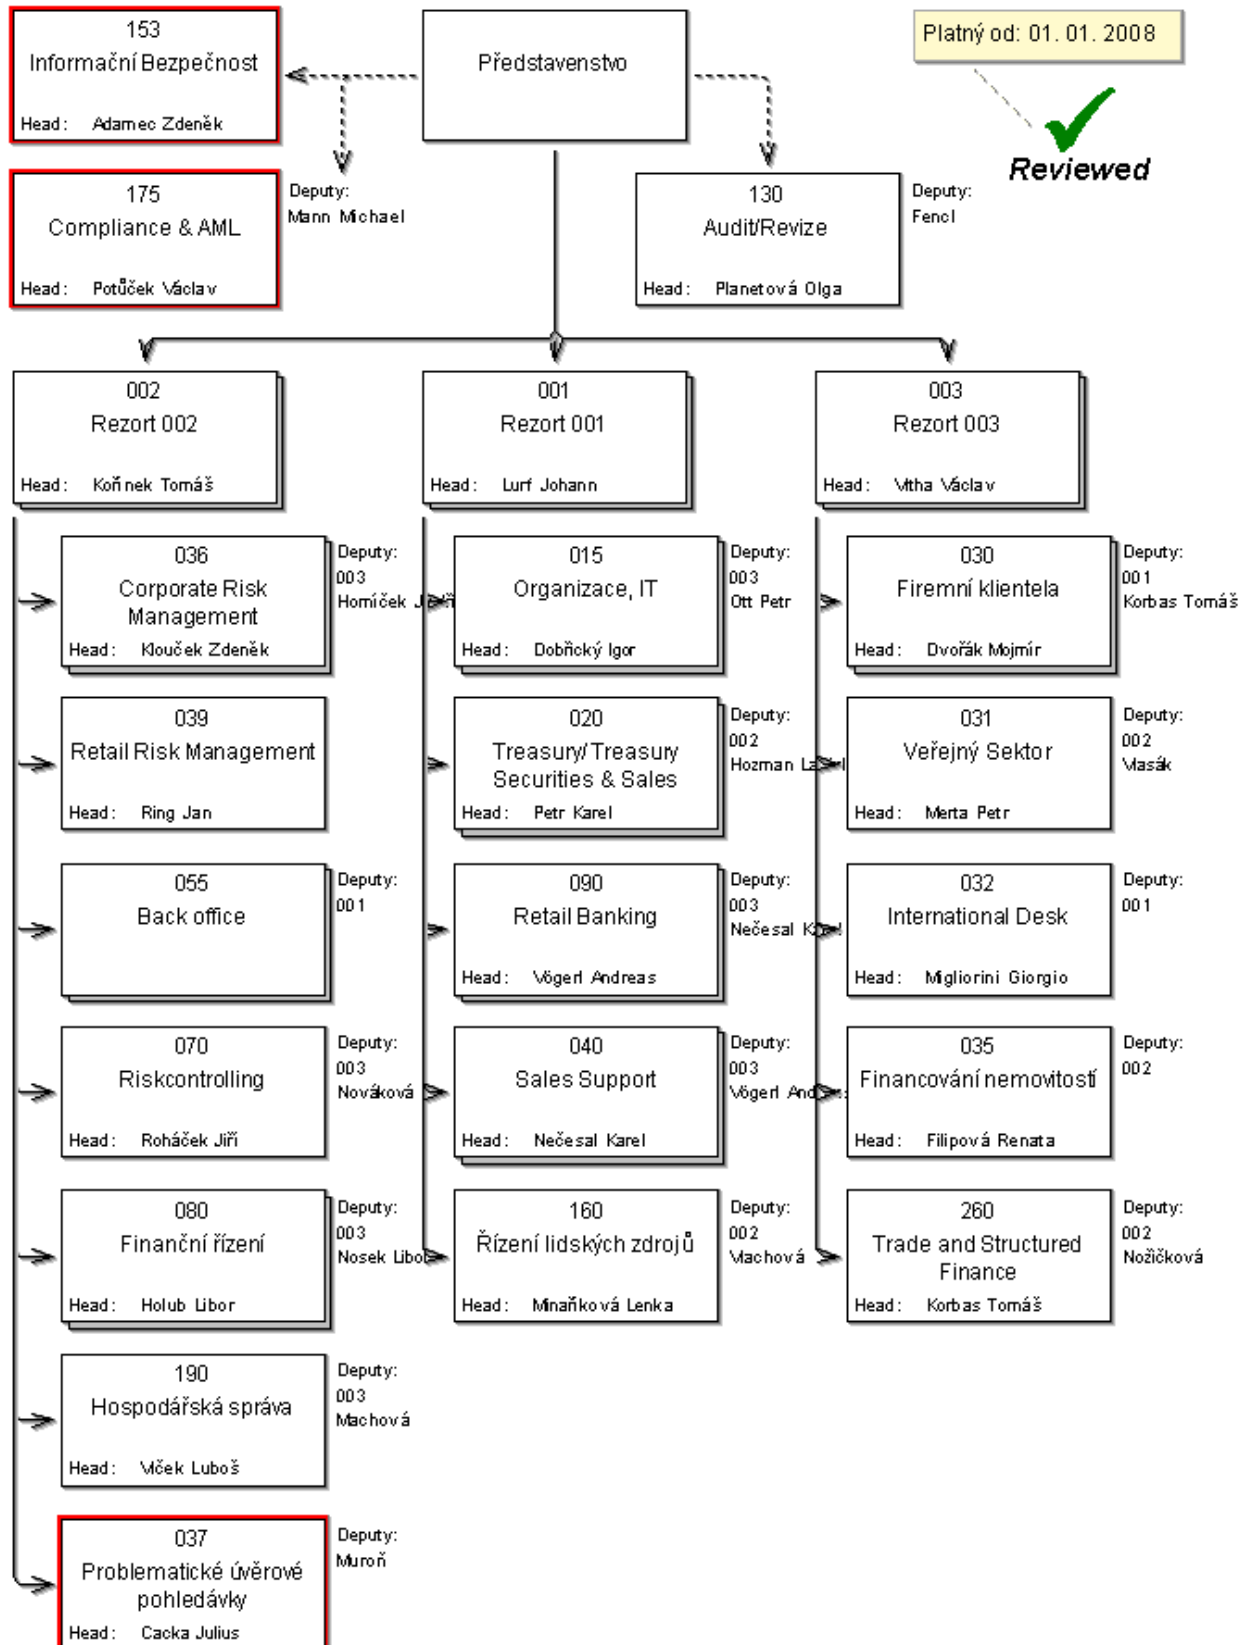 153
Informační Bezpečnost
Head: Adamec Zdeněk
Představenstvo
Platný od: 01. 01. 2008
Reviewed
175
Compliance & AML
Head: Potůček Václav
Deputy:
Mann Michael
130
Audit/Revize
Head: Planetová Olga
Deputy:
Fencl
002
Rezort 002
Head: Kořínek Tomáš
001
Rezort 001
Head: Lurf Johann
003
Rezort 003
Head: Vítha Václav
036
Corporate Risk
Management
Head: Klouček Zdeněk
Deputy:
003
Horníček
015
Organizace, IT
Head: Dobřický Igor
Deputy:
003
Ott Petr
030
Firemní klientela
Head: Dvořák Mojmír
Deputy:
001
Korbas Tomáš
039
Retail Risk Management
Head: Ring Jan
020
Treasury/Treasury
Securities & Sales
Head: Petr Karel
Deputy:
002
Hozman
031
Veřejný Sektor
Head: Merta Petr
Deputy:
002
Vlasák
055
Back office
Deputy:
001
090
Retail Banking
Head: Vögerl Andreas
Deputy:
003
Nečesal
032
International Desk
Head: Migliorini Giorgio
Deputy:
001
070
Riskcontrolling
Head: Roháček Jiří
Deputy:
003
Nováková
040
Sales Support
Head: Nečesal Karel
Deputy:
003
Vögerl
035
Financování nemovitostí
Head: Filipová Renata
Deputy:
002
080
Finanční řízení
Head: Holub Libor
Deputy:
003
Nosek Libor
160
Řízení lidských zdrojů
Head: Minaříková Lenka
Deputy:
002
Vlachová
260
Trade and Structured
Finance
Head: Korbas Tomáš
Deputy:
002
Nožičková
190
Hospodářská správa
Head: Vlček Luboš
Deputy:
003
Machová
037
Problematické úvěrové
pohledávky
Head: Cacka Julius
Deputy:
Muroň